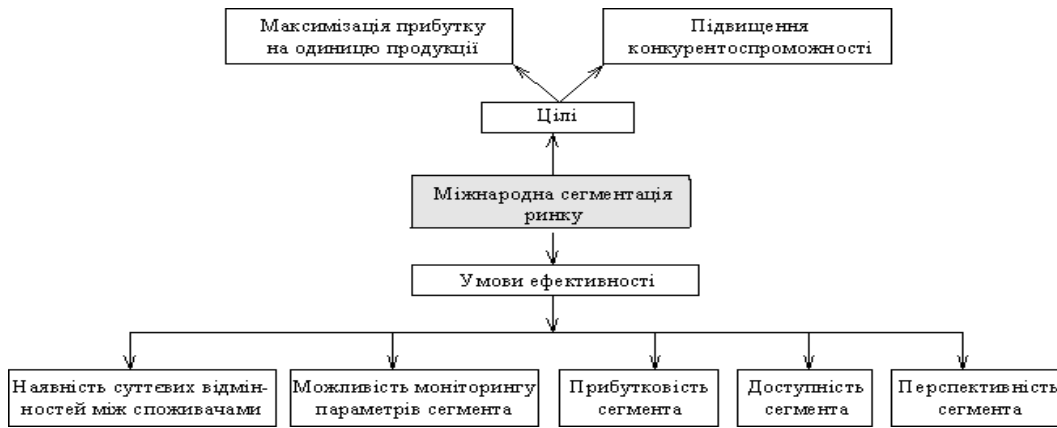 Максимізація прибутку
на одиницю продукції
Підвищення
конкурентоспроможності
Цілі
Міжнародна сегментація
ринку
Умови ефективності
Наявність суттєвих відмін-
ностей між споживачами
Можливість моніторингу
параметрів сегмента
Прибутковість
сегмента
Доступність
сегмента
Перспективність
сегмента